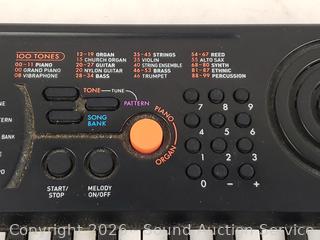 100 TONES
00-11 PIANO
00 GRAND PIANO
08 VIBRAPHONE
12-19 ORGAN
15 CHURCH ORGAN
20-27 GUITAR
20 NYLON GUITAR
28-34 BASS
35-45 STRINGS
35 VIOLIN
40 STRING ENSEMBLE
46-53 BRASS
46 TRUMPET
54-67 REED
55 ALTO SAX
68-80 SYNTH
81-87 ETHNIC
88-99 PERCUSSION
TONE
TUNE
PATTERN
SONG
BANK
PIANO
ORGAN
7 8 9
4 5 6
1 2 3
0 - +
START/
STOP
MELODY
ON/OFF
BANK
Copyright 2026 - Sound Auction Service